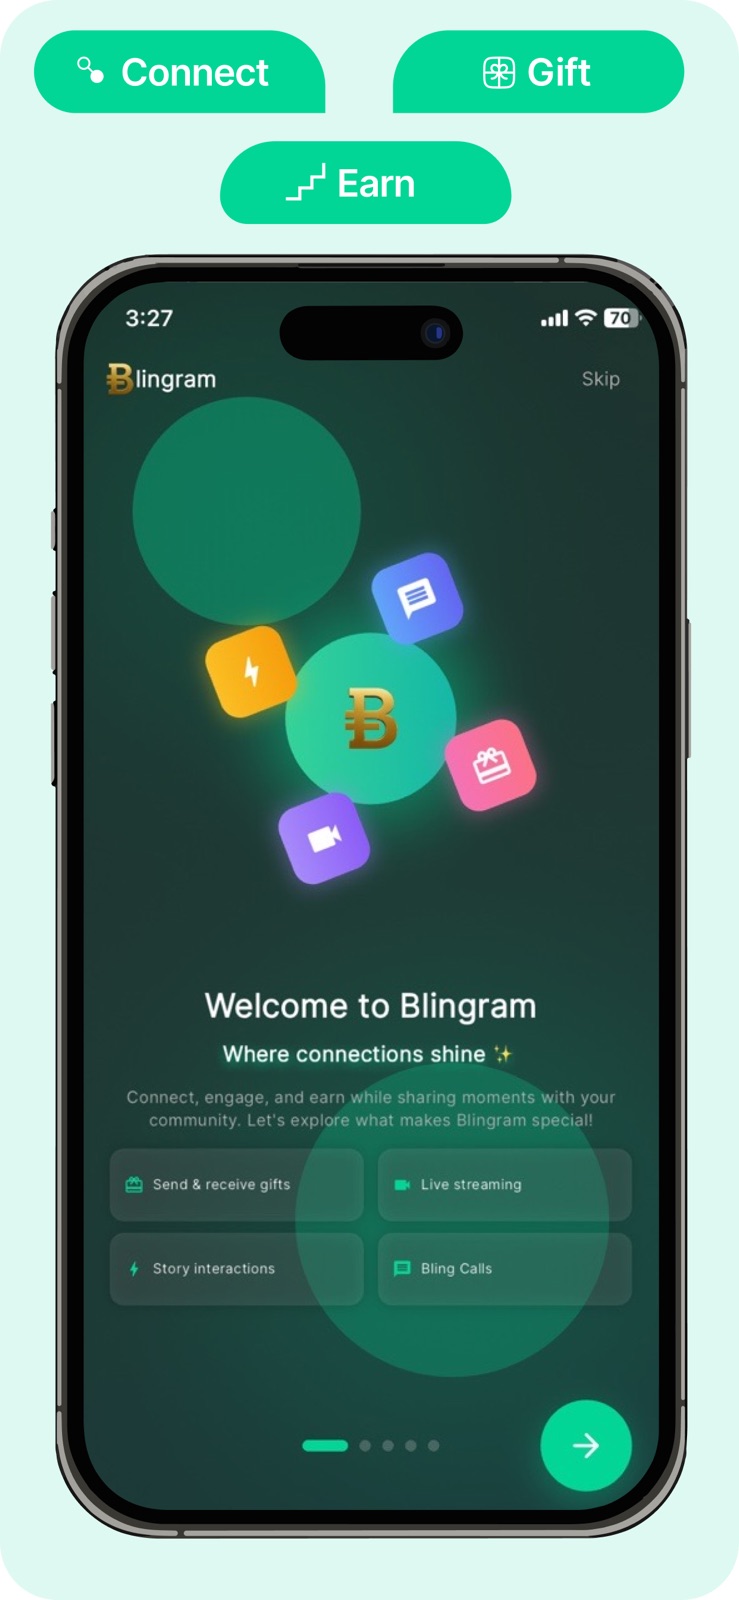 Connect
Gift
Earn
3:27
70
Blingram
Skip
B
Welcome to Blingram
Where connections shine ✨
Connect, engage, and earn while sharing moments with your
community. Let's explore what makes Blingram special!
Send & receive gifts
Live streaming
Story interactions
Bling Calls